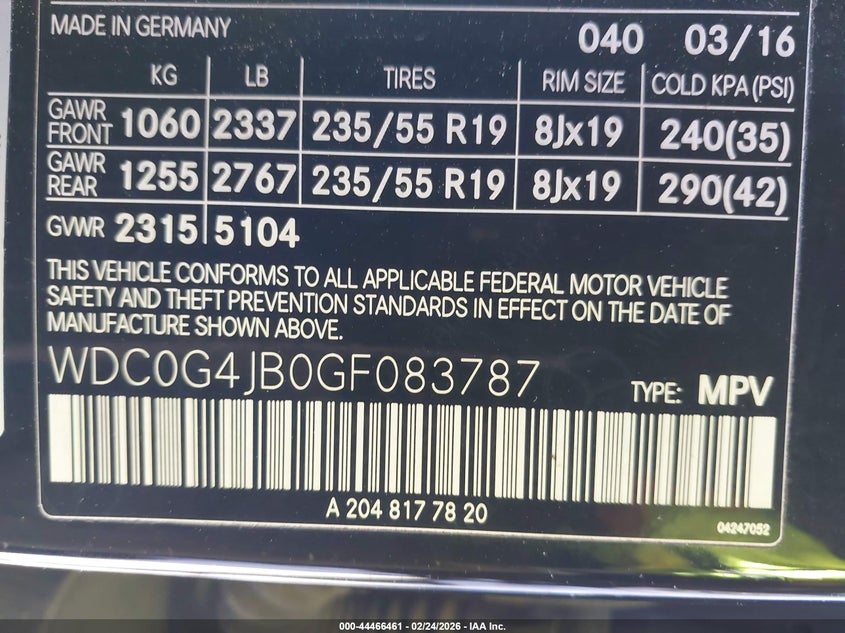 MADE IN GERMANY 040 03/16
KG LB TIRES RIM SIZE COLD KPA (PSI)
GAWR FRONT 1060 2337 235/55 R19 8Jx19 240(35)
GAWR REAR 1255 2767 235/55 R19 8Jx19 290(42)
GVWR 2315 5104
THIS VEHICLE CONFORMS TO ALL APPLICABLE FEDERAL MOTOR VEHICLE
SAFETY AND THEFT PREVENTION STANDARDS IN EFFECT ON THE DATE OF
MANUFACTURE SHOWN ABOVE.
WDC0G4JB0GF083787 TYPE: MPV
A 204 817 78 20
04247052
000-44466461 - 02/24/2026 - IAA Inc.